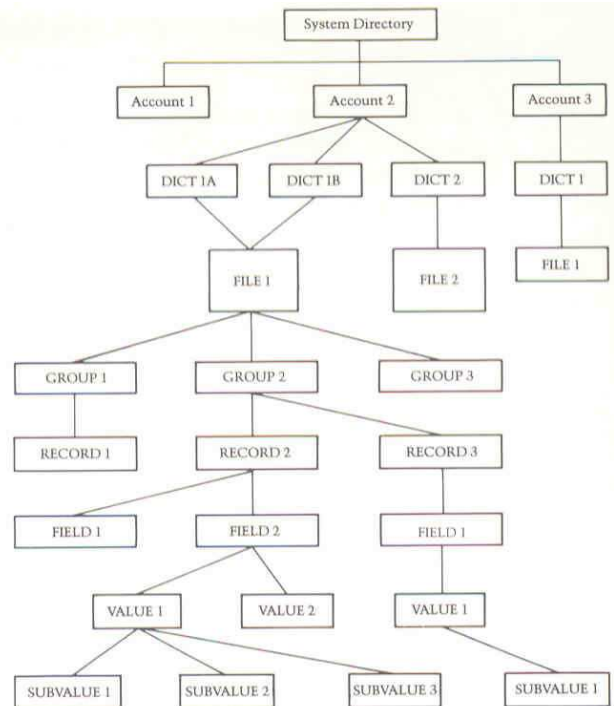 System Directory
Account 1 Account 2 Account 3
DICT 1A DICT 1B DICT 2 DICT 1
FILE 1 FILE 2 FILE 1
GROUP 1 GROUP 2 GROUP 3
RECORD 1 RECORD 2 RECORD 3
FIELD 1 FIELD 2 FIELD 1
VALUE 1 VALUE 2 VALUE 1
SUBVALUE 1 SUBVALUE 2 SUBVALUE 3 SUBVALUE 1